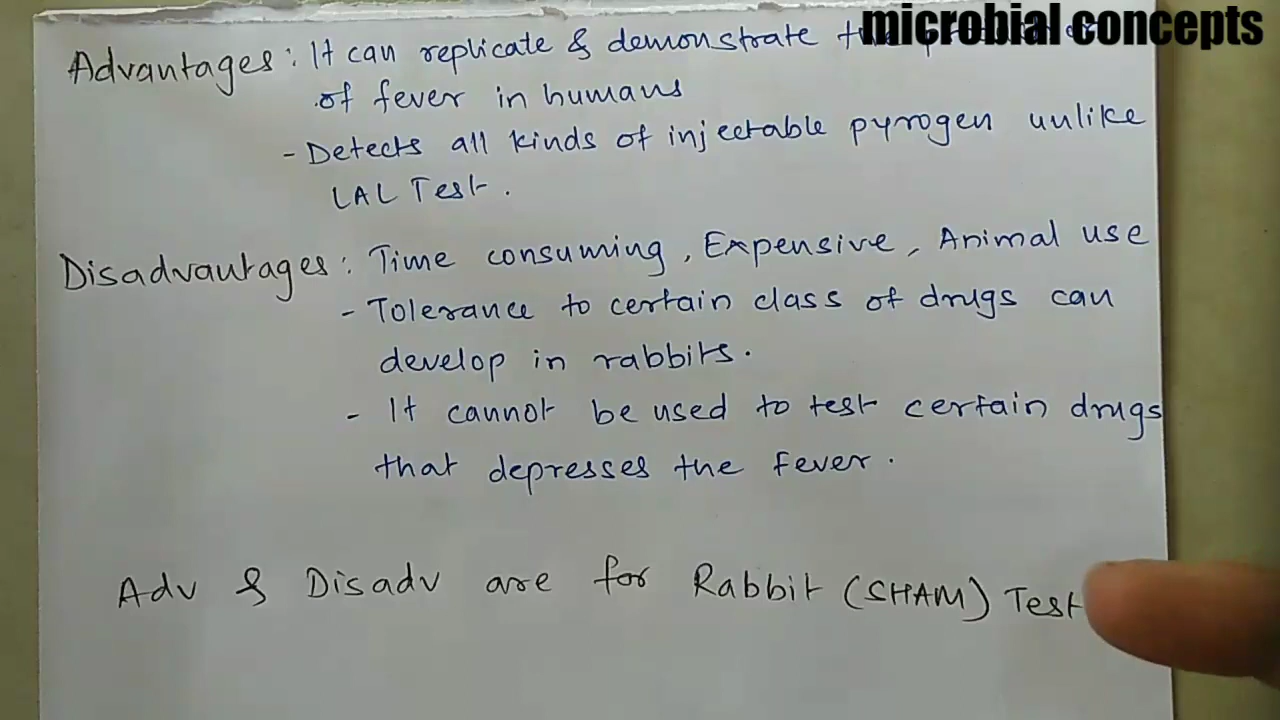 microbial concepts
Advantages: It can replicate & demonstrate
of fever in humans
- Detects all kinds of injectable pyrogen unlike
LAL Test.
Disadvantages: Time consuming, Expensive, Animal use
- Tolerance to certain class of drugs can
develop in rabbits.
- It cannot be used to test certain drugs
that depresses the fever.
Adv & Disadv are for Rabbit (SHAM) Test